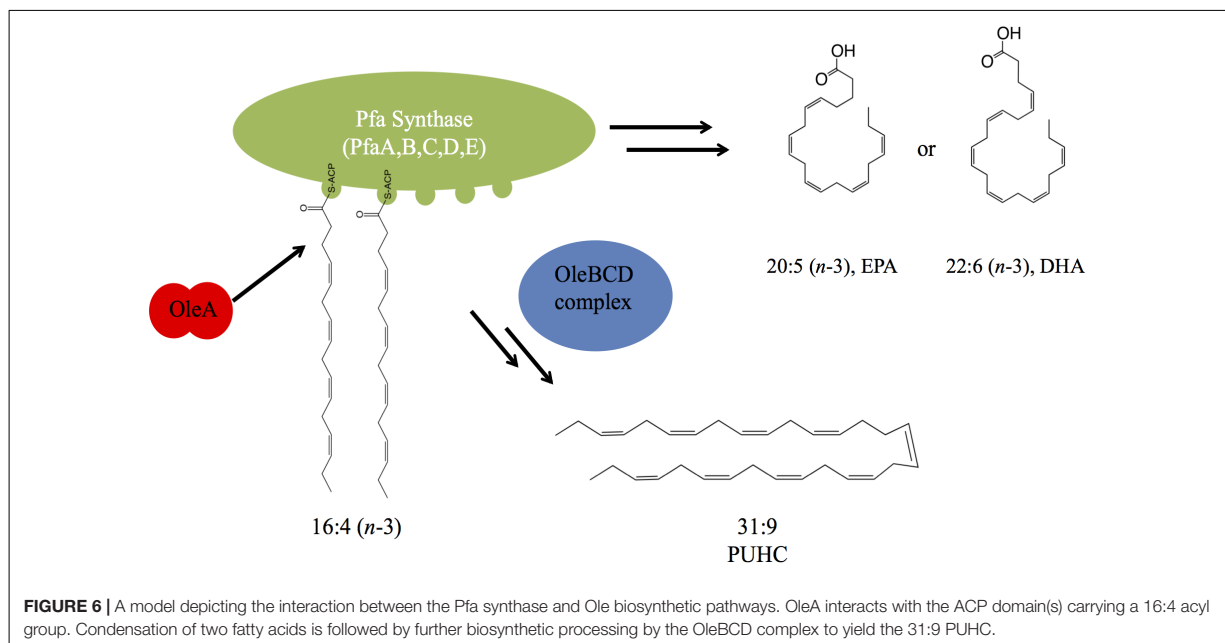 Pfa Synthase
(PfaA,B,C,D,E)
S-ACP
S-ACP
O
O
OleA
16:4 (n-3)
OleBCD
complex
31:9
PUHC
OH
O
or
OH
O
20:5 (n-3), EPA
22:6 (n-3), DHA
FIGURE 6 | A model depicting the interaction between the Pfa synthase and Ole biosynthetic pathways. OleA interacts with the ACP domain(s) carrying a 16:4 acyl
group. Condensation of two fatty acids is followed by further biosynthetic processing by the OleBCD complex to yield the 31:9 PUHC.